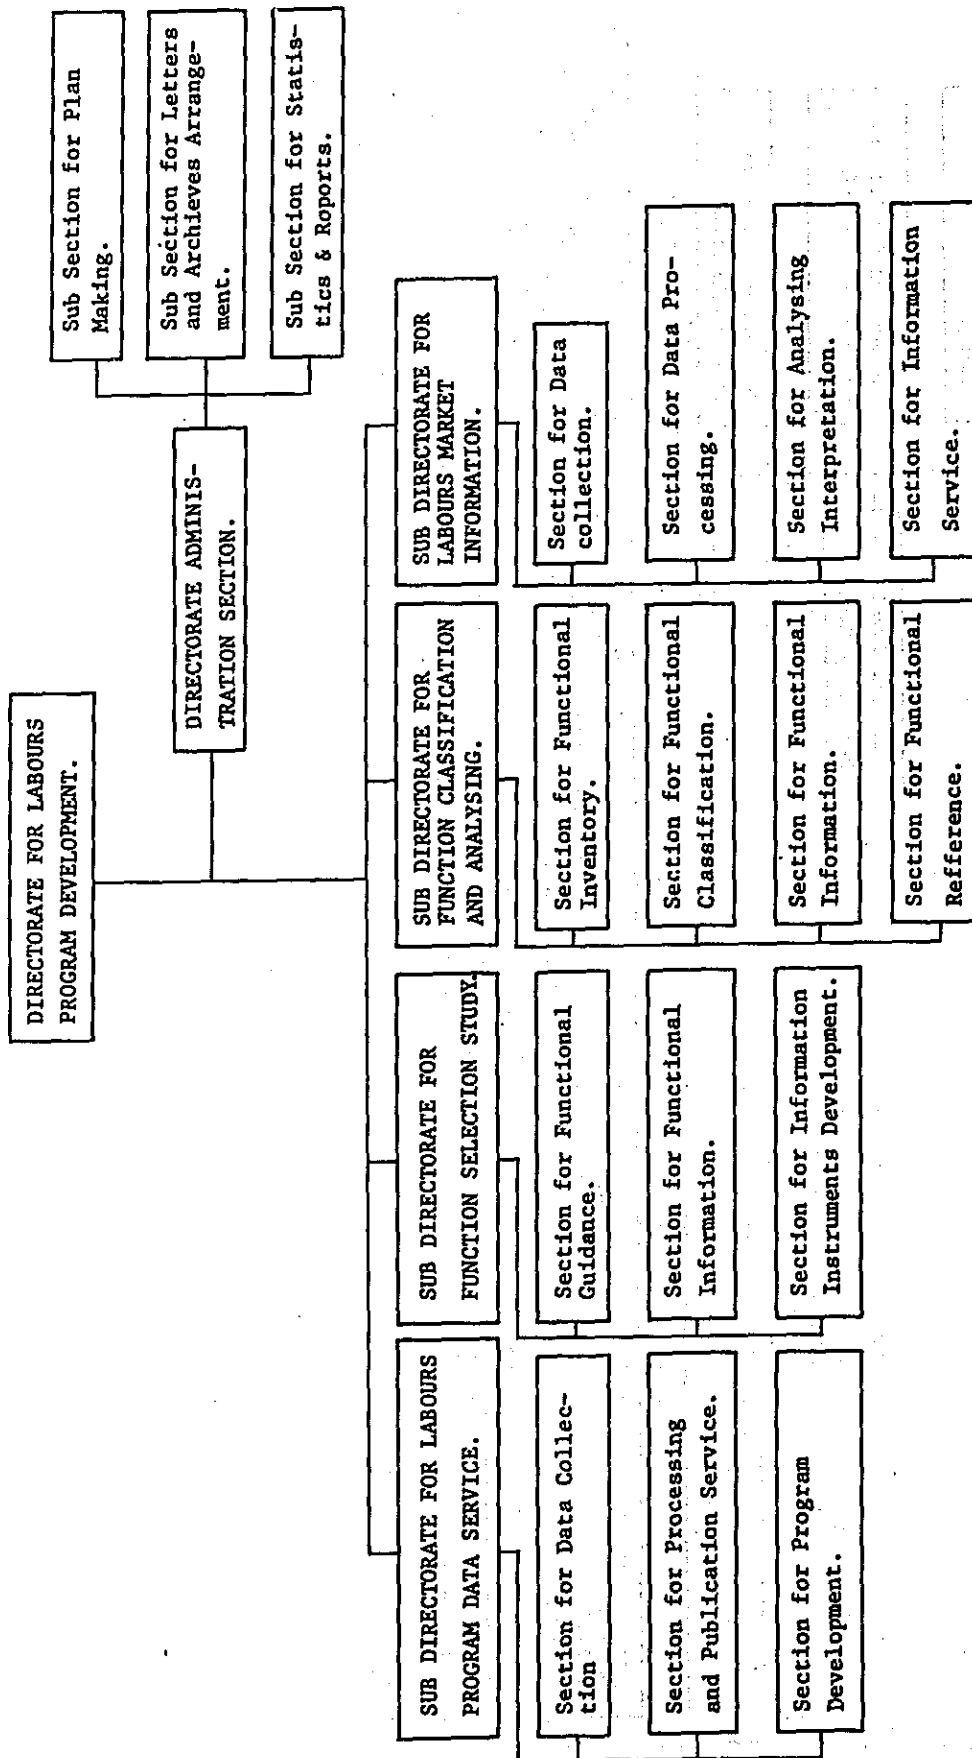 DIRECTORATE FOR LABOURS
PROGRAM DEVELOPMENT.
DIRECTORATE ADMINIS-
TRATION SECTION.
Sub Section for Plan
Making.
Sub Section for Letters
and Archieves Arrange-
ment.
Sub Section for Statis-
tics & Roports.
SUB DIRECTORATE FOR LABOURS
PROGRAM DATA SERVICE.
Section for Data Collec-
tion
Section for Processing
and Publication Service.
Section for Program
Development.
SUB DIRECTORATE FOR
FUNCTION SELECTION STUDY.
Section for Functional
Guidance.
Section for Functional
Information.
Section for Information
Instruments Development.
SUB DIRECTORATE FOR
FUNCTION CLASSIFICATION
AND ANALYSING.
Section for Functional
Inventory.
Section for Functional
Classification.
Section for Functional
Information.
Section for Functional
Refference.
SUB DIRECTORATE FOR
LABOURS MARKET
INFORMATION.
Section for Data
collection.
Section for Data Pro-
cessing.
Section for Analysing
Interpretation.
Section for Information
Service.